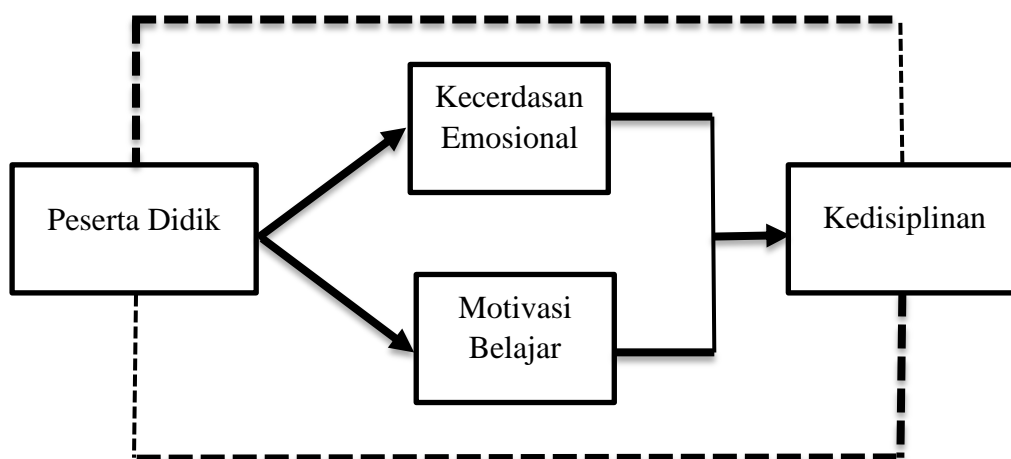 Kecerdasan
Emosional
Peserta Didik
Kedisiplinan
Motivasi
Belajar